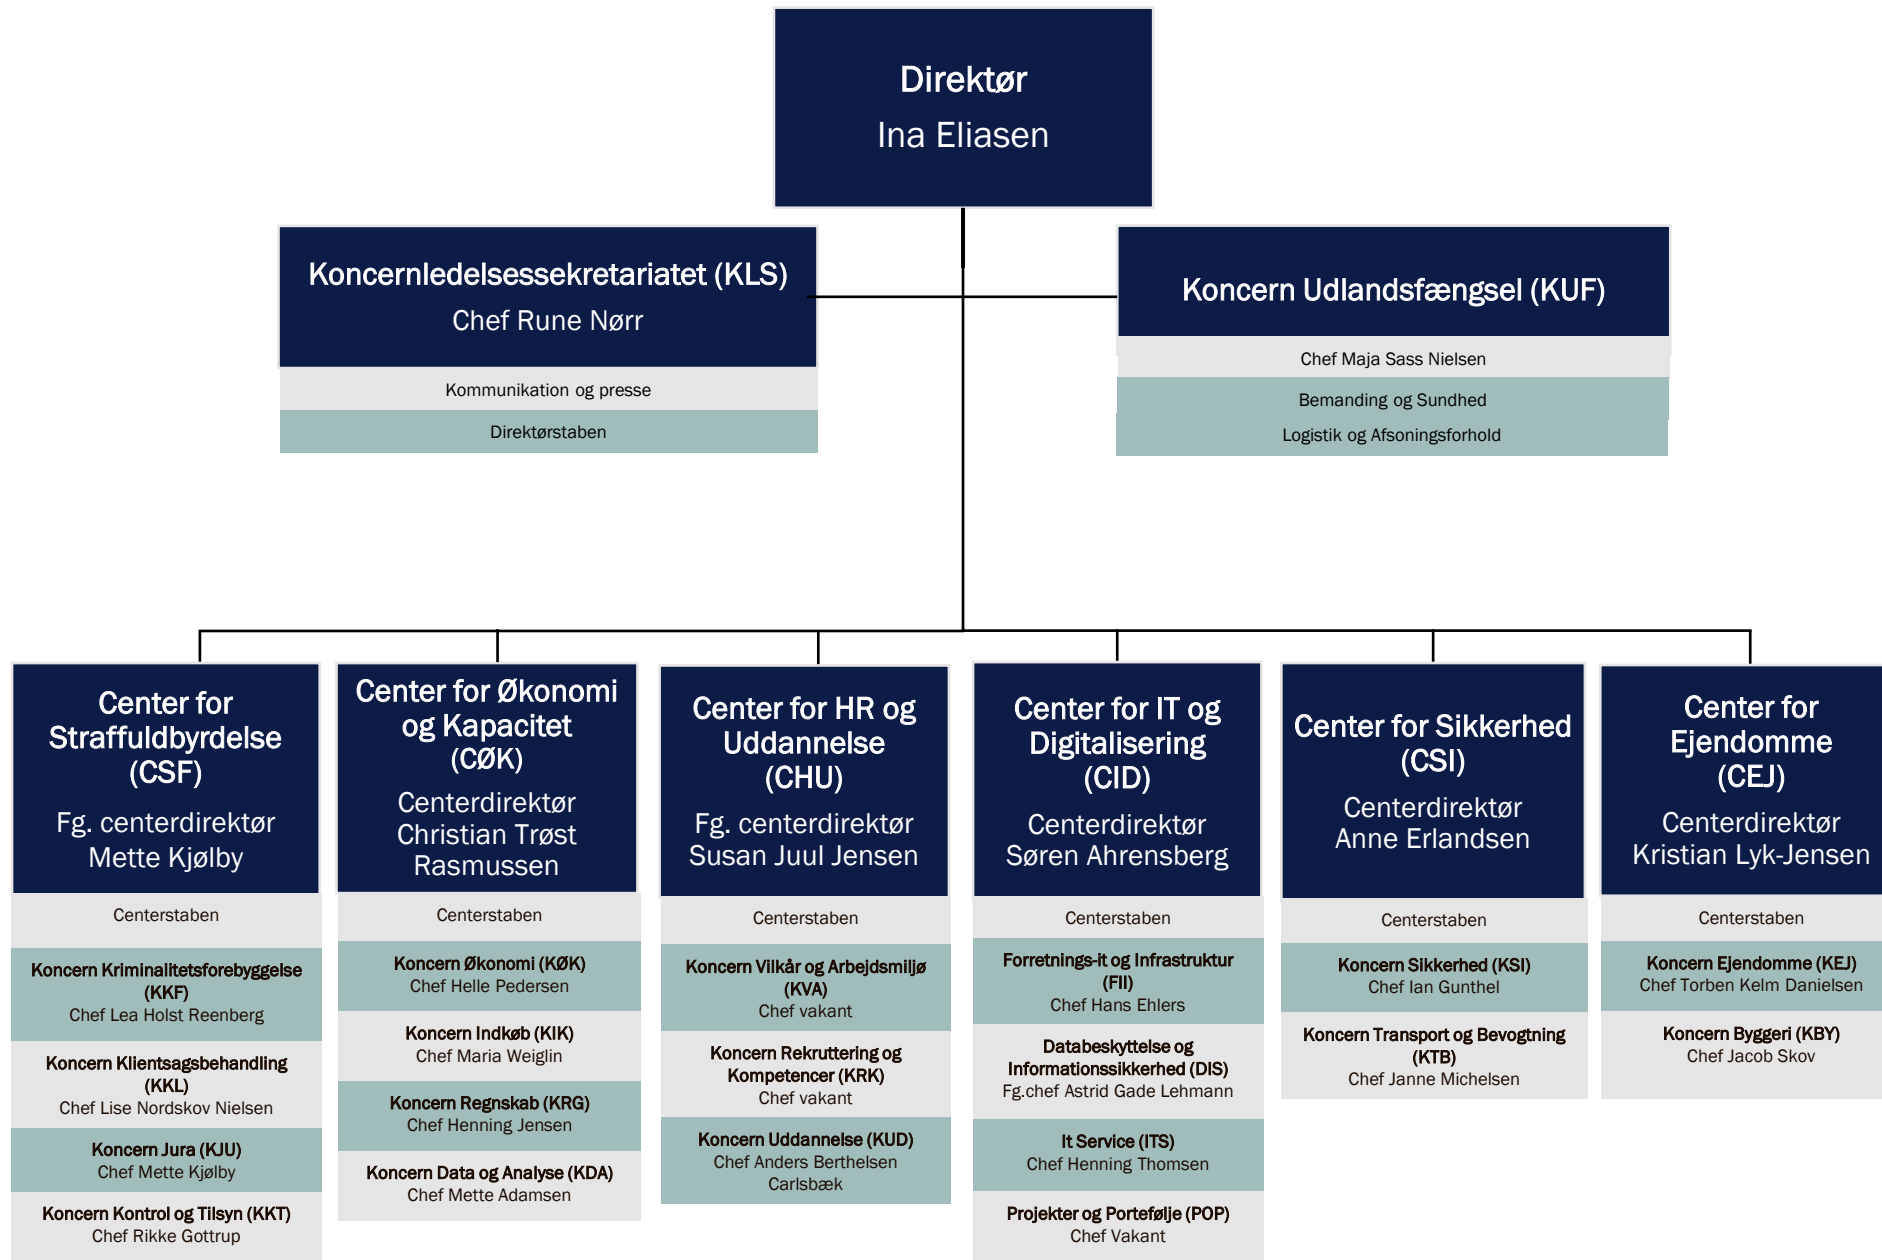 Direktør
Ina Eliasen
Koncernledelsessekretariatet (KLS)
Chef Rune Nørr
Kommunikation og presse
Direktørstaben
Koncern Udlandsfængsel (KUF)
Chef Maja Sass Nielsen
Bemanding og Sundhed
Logistik og Afsoningsforhold
Center for
Straffuldbyrdelse
(CSF)
Fg. centerdirektør
Mette Kjølby
Centerstaben
Koncern Kriminalitetsforebyggelse
(KKF)
Chef Lea Holst Reenberg
Koncern Klientsagsbehandling
(KKL)
Chef Lise Nordskov Nielsen
Koncern Jura (KJU)
Chef Mette Kjølby
Koncern Kontrol og Tilsyn (KKT)
Chef Rikke Gottrup
Center for Økonomi
og Kapacitet
(CØK)
Centerdirektør
Christian Trøst
Rasmussen
Centerstaben
Koncern Økonomi (KØK)
Chef Helle Pedersen
Koncern Indkøb (KIK)
Chef Maria Weiglin
Koncern Regnskab (KRG)
Chef Henning Jensen
Koncern Data og Analyse (KDA)
Chef Mette Adamsen
Center for HR og
Uddannelse
(CHU)
Fg. centerdirektør
Susan Juul Jensen
Centerstaben
Koncern Vilkår og Arbejdsmiljø
(KVA)
Chef vakant
Koncern Rekruttering og
Kompetencer (KRK)
Chef vakant
Koncern Uddannelse (KUD)
Chef Anders Berthelsen
Carlsbæk
Center for IT og
Digitalisering
(CID)
Centerdirektør
Søren Ahrensberg
Centerstaben
Forretnings-it og Infrastruktur
(FII)
Chef Hans Ehlers
Databeskyttelse og
Informationssikkerhed (DIS)
Fg.chef Astrid Gade Lehmann
It Service (ITS)
Chef Henning Thomsen
Projekter og Portefølje (POP)
Chef Vakant
Center for Sikkerhed
(CSI)
Centerdirektør
Anne Erlandsen
Centerstaben
Koncern Sikkerhed (KSI)
Chef Ian Gunthel
Koncern Transport og Bevogtning
(KTB)
Chef Janne Michelsen
Center for
Ejendomme
(CEJ)
Centerdirektør
Kristian Lyk-Jensen
Centerstaben
Koncern Ejendomme (KEJ)
Chef Torben Kelm Danielsen
Koncern Byggeri (KBY)
Chef Jacob Skov